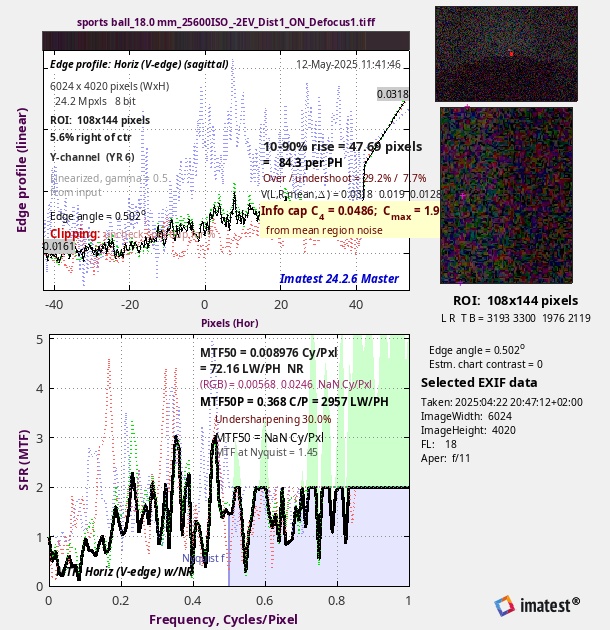 sports ball_18.0 mm_25600ISO_-2EV_Dist1_ON_Defocus1.tiff
Edge profile: Horiz (V-edge) (sagittal)
12-May-2025 11:41:46
6024 x 4020 pixels (WxH)
24.2 Mpxls   8 bit
0.0318
ROI:  108x144 pixels
5.6% right of ctr
10-90% rise = 47.69 pixels
=   84.3 per PH
Y-channel  (YR 6)
Over / undershoot = 29.2% /  7.7%
Linearized, gamma = 0.5.
from input
V(L,R,mean,Δ) = 0.0318  0.019  0.0128
Edge angle = 0.502⁰
Info cap C4 = 0.0486;  Cmax = 1.9
Clipping:
from mean region noise
0.0161
Imatest 24.2.6 Master
Edge profile (linear)
-40 -20 0 20 40
Pixels (Hor)
ROI:  108x144 pixels
L R  T B = 3193 3300  1976 2119
Edge angle = 0.502⁰
Estm. chart contrast = 0
Selected EXIF data
Taken: 2025:04:22 20:47:12+02:00
ImageWidth:  6024
ImageHeight:  4020
FL:   18
Aper:  f/11
MTF50 = 0.008976 Cy/Pxl
= 72.16 LW/PH  NR
(RGB) = 0.00568  0.0246  NaN Cy/Pxl
MTF50P = 0.368 C/P = 2957 LW/PH
Undersharpening 30.0%
MTF50 = NaN Cy/Pxl
MTF at Nyquist = 1.45
Nyquist f
MTF Horiz (V-edge) w/NR
SFR (MTF)
5
4
3
2
1
0
0 0.2 0.4 0.6 0.8 1
Frequency, Cycles/Pixel
imatest®